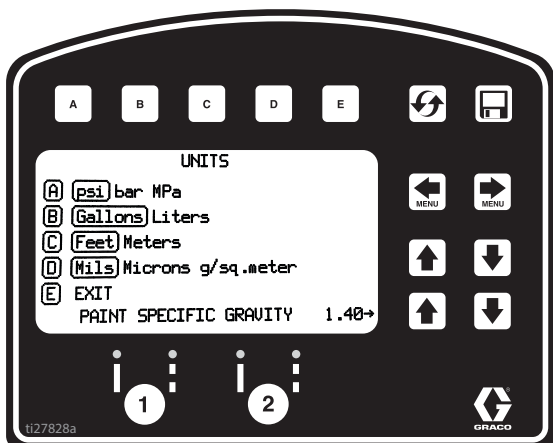 A B C D E
UNITS
A psi bar MPa
B Gallons Liters
C Feet Meters
D Mils Microns g/sq.meter
E EXIT
PAINT SPECIFIC GRAVITY 1.40→
MENU MENU
1 2
ti27828a
GRACO